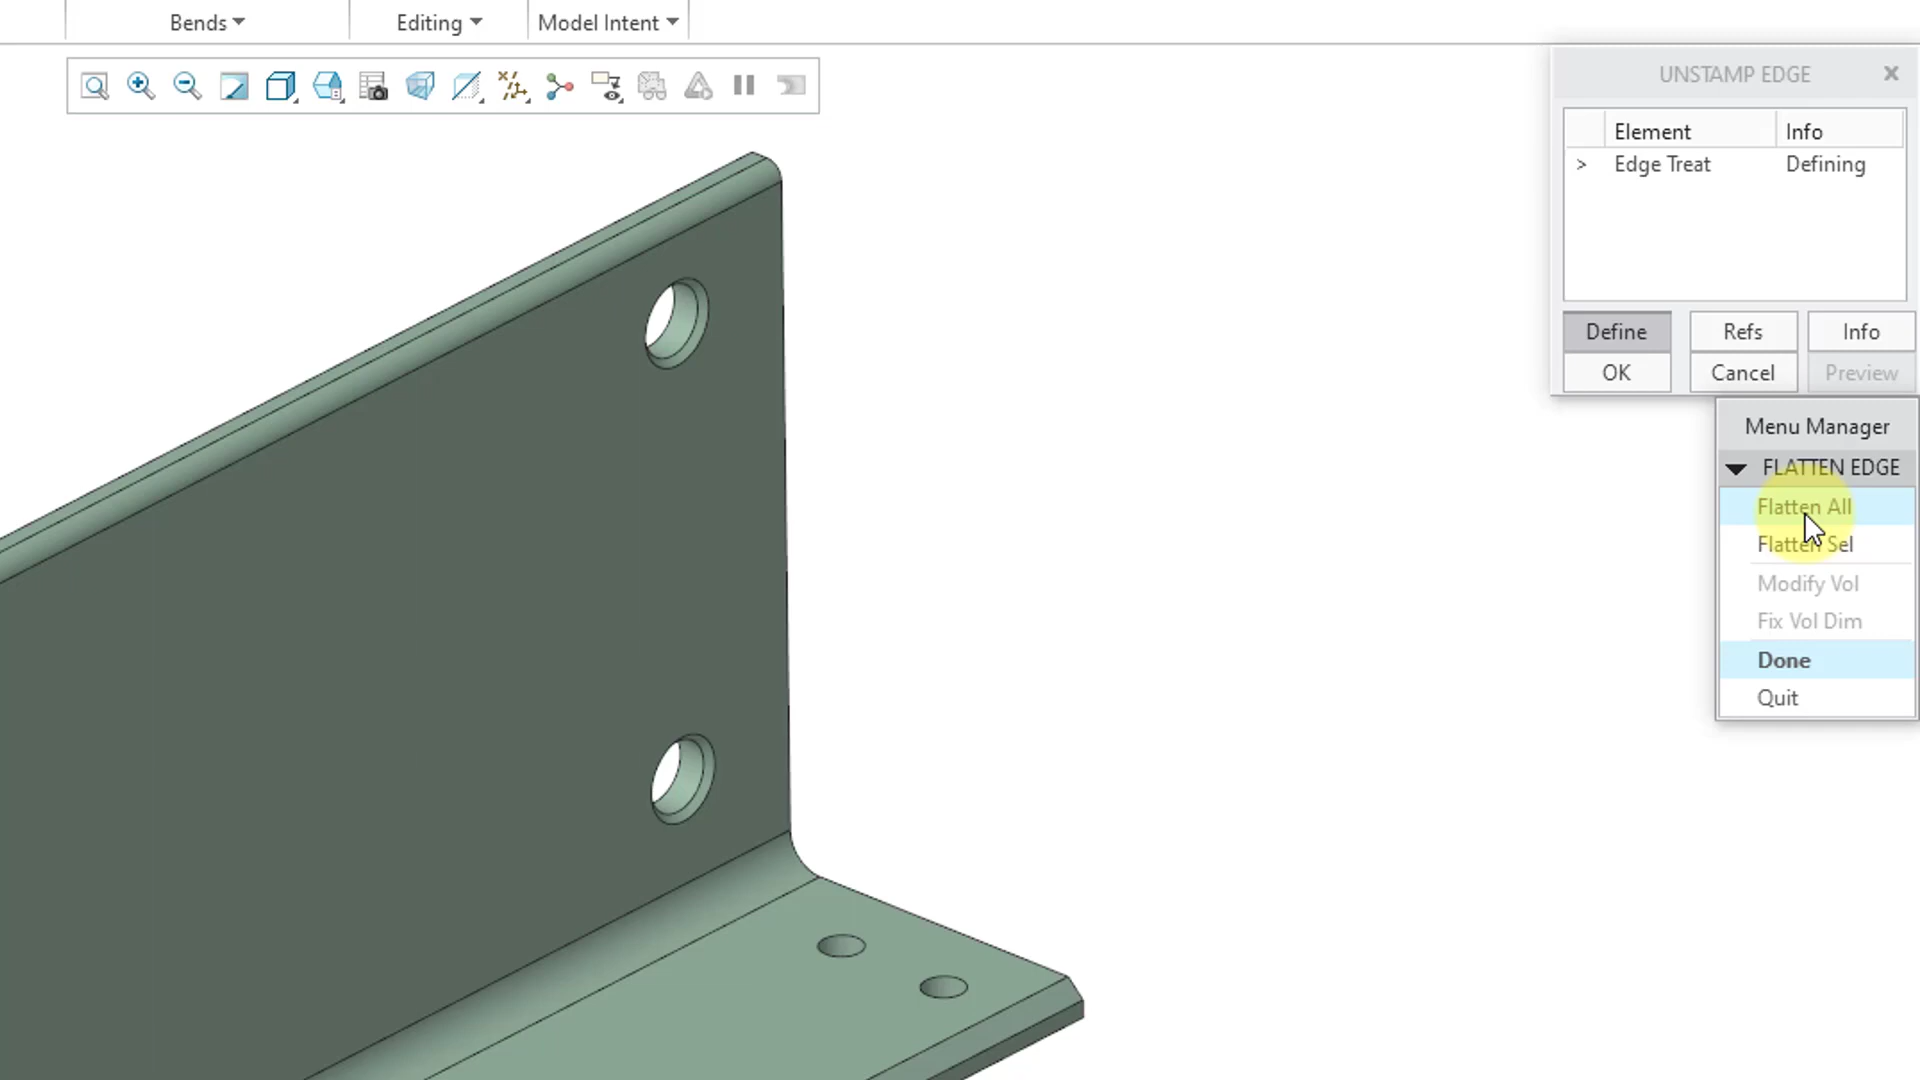 Bends Editing Model Intent
UNSTAMP EDGE
Element Info
> Edge Treat Defining
Define Refs Info
OK Cancel Preview
Menu Manager
FLATTEN EDGE
Flatten All
Flatten Sel
Modify Vol
Fix Vol Dim
Done
Quit